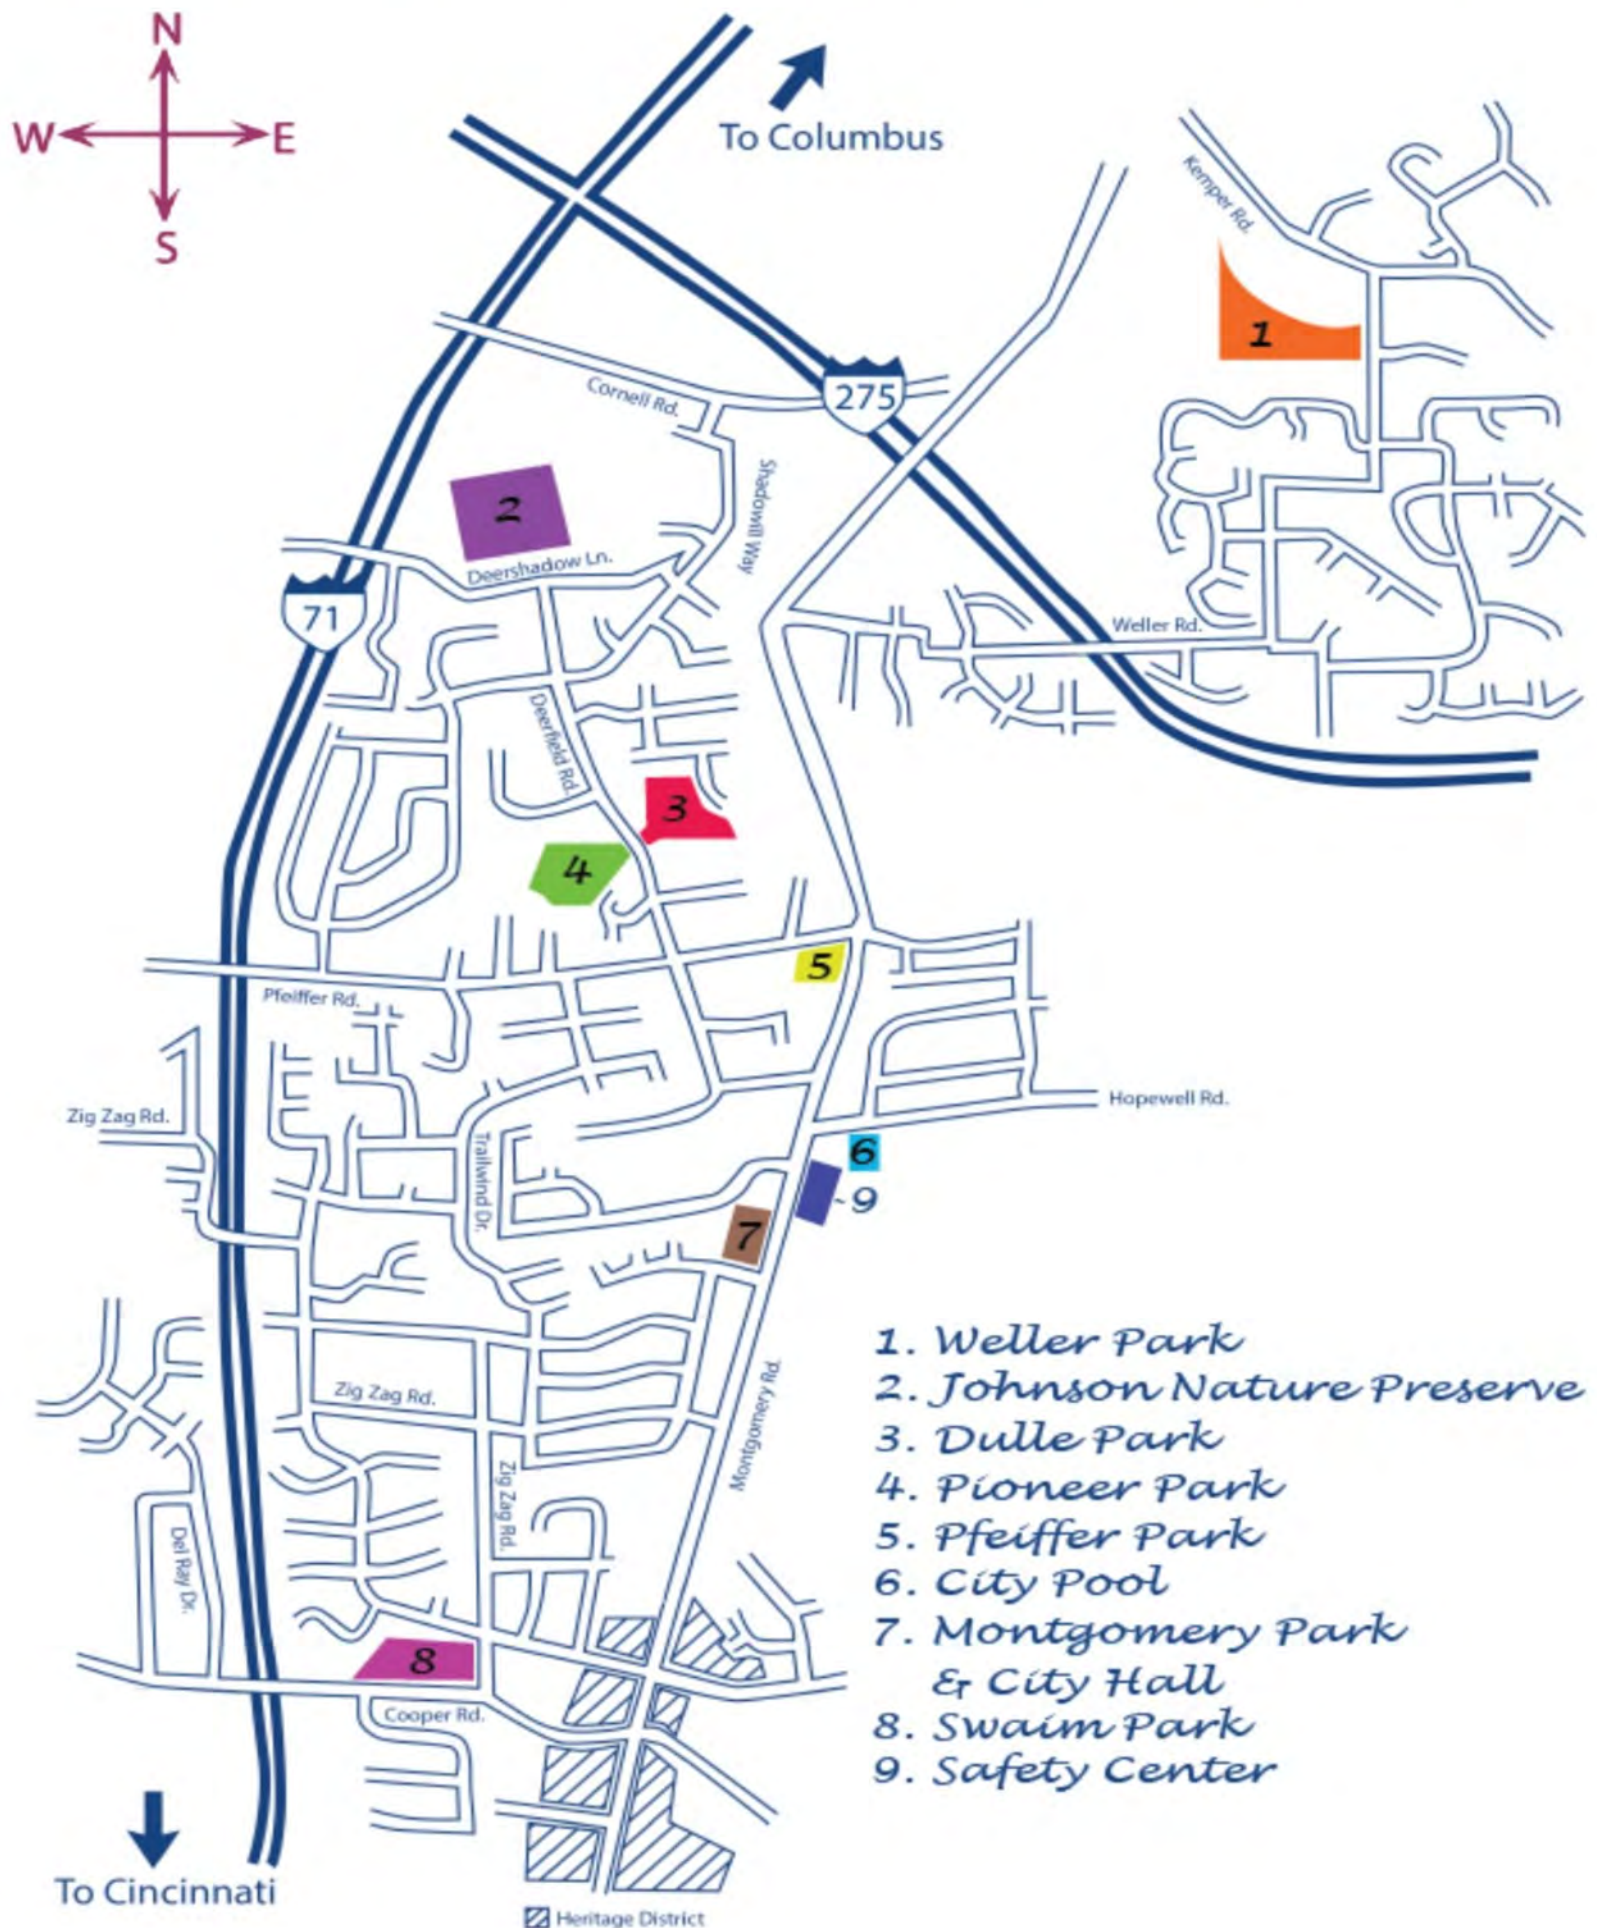 N
W E
S
To Columbus
Kemper Rd.
1
275
Cornell Rd.
Shadowill Way
2
Deershadow Ln.
71
Weller Rd.
Deerfield Rd.
3
4
5
Pfeiffer Rd.
Hopewell Rd.
Zig Zag Rd.
6
Trailwind Dr.
9
7
1. Weller Park
2. Johnson Nature Preserve
3. Dulle Park
4. Pioneer Park
5. Pfeiffer Park
6. City Pool
7. Montgomery Park
& City Hall
8. Swaim Park
9. Safety Center
Zig Zag Rd.
Montgomery Rd.
Zig Zag Rd.
Del Ray Dr.
8
Cooper Rd.
To Cincinnati
Heritage District